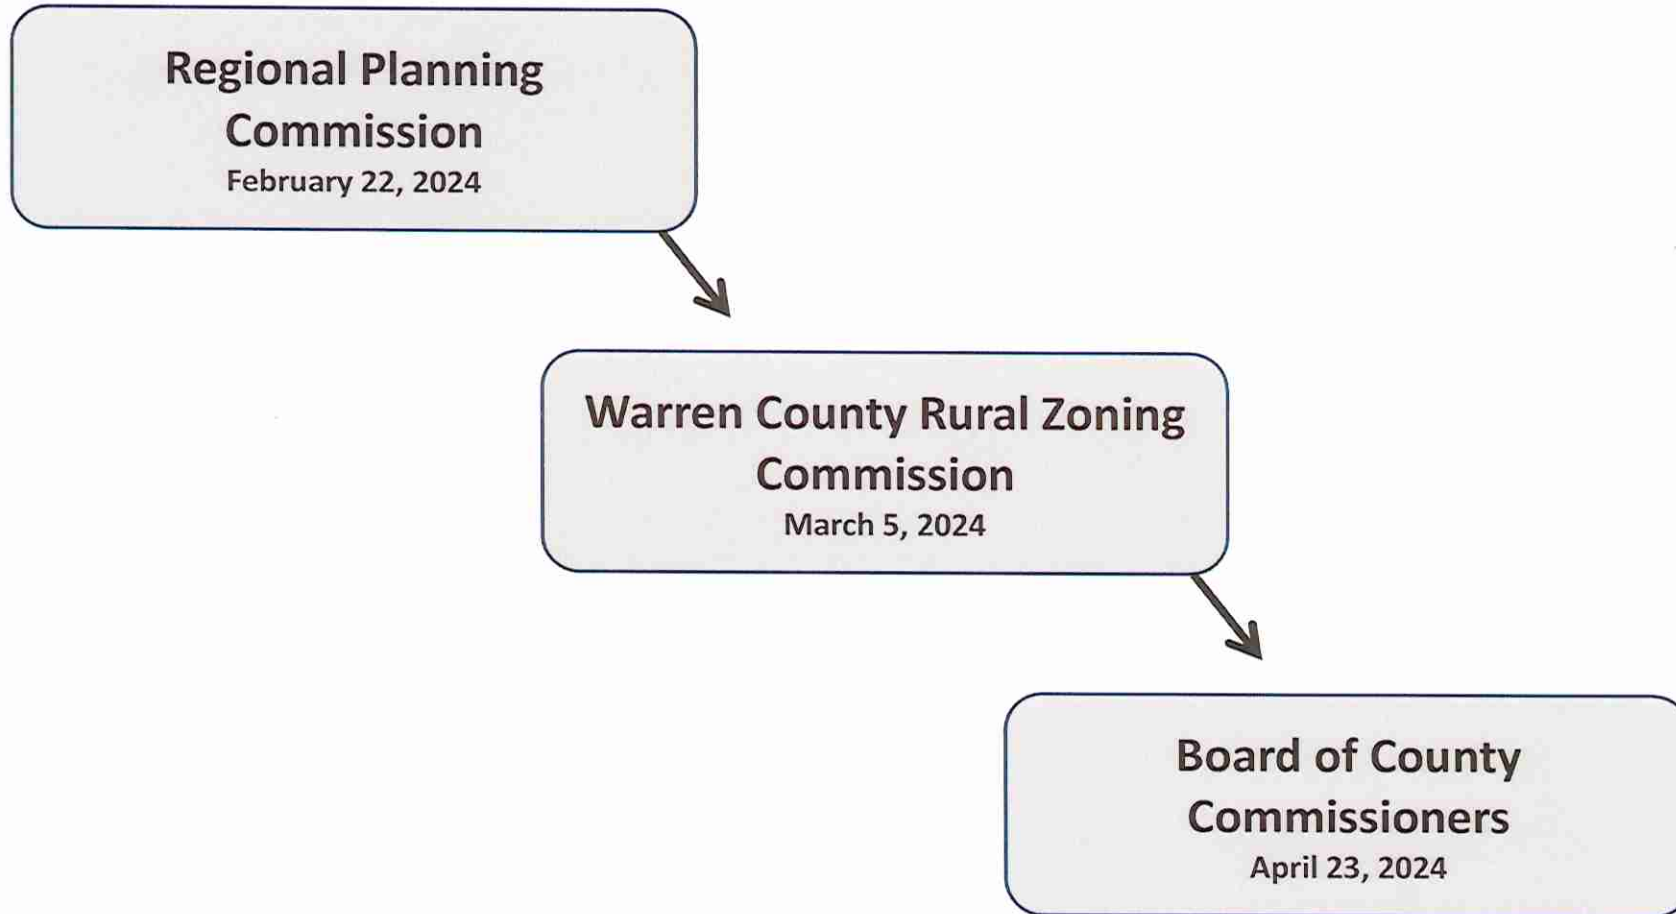 Regional Planning
Commission
February 22, 2024
Warren County Rural Zoning
Commission
March 5, 2024
Board of County
Commissioners
April 23, 2024